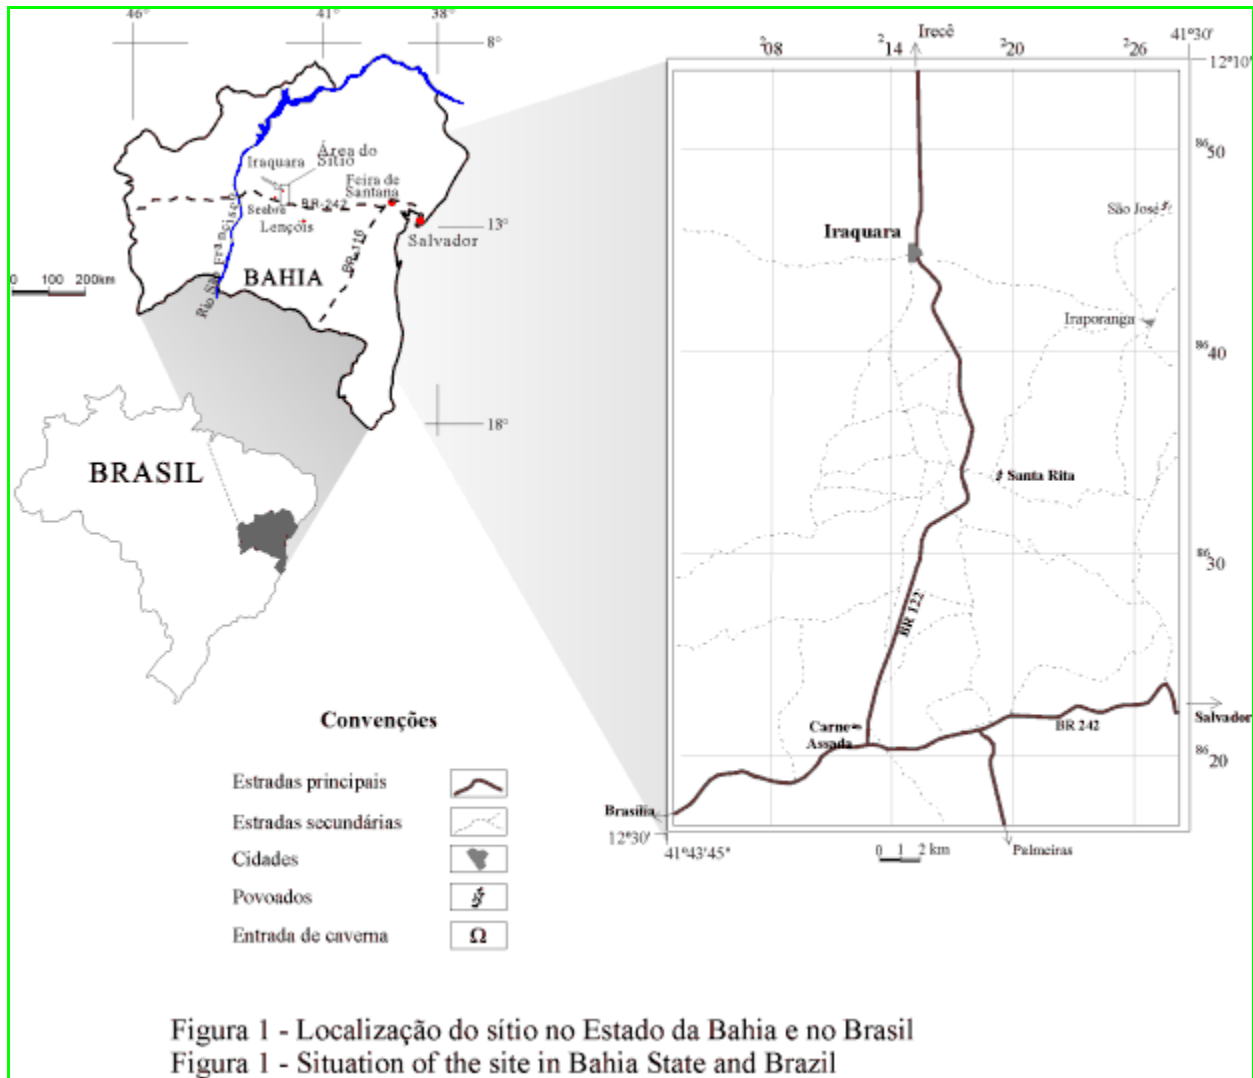 46°
41°
38°
8°
Iraquara
Área do
Sítio
Feira de
Santana
Seabra
BR-242
Lençois
13°
Salvador
BR-116
BAHIA
Rio São Francisco
0 100 200km
18°
BRASIL
Irecê
41°30'
²08
²14
²20
²26
12°10'
⁸⁶50
São José
Iraquara
Iraporanga
⁸⁶40
Santa Rita
⁸⁶30
BR 122
Carne
Assada
BR 242
Salvador
⁸⁶20
Brasília
12°30'
41°43'45"
0 1 2 km
Palmeiras
Convenções
Estradas principais
Estradas secundárias
Cidades
Povoados
Entrada de caverna
Ω
Figura 1 - Localização do sítio no Estado da Bahia e no Brasil
Figura 1 - Situation of the site in Bahia State and Brazil